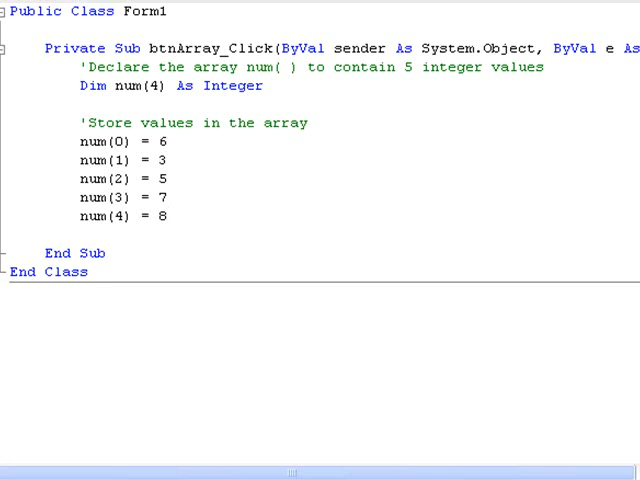 Public Class Form1
Private Sub btnArray_Click(ByVal sender As System.Object, ByVal e As
'Declare the array num( ) to contain 5 integer values
Dim num(4) As Integer
'Store values in the array
num(0) = 6
num(1) = 3
num(2) = 5
num(3) = 7
num(4) = 8
End Sub
End Class